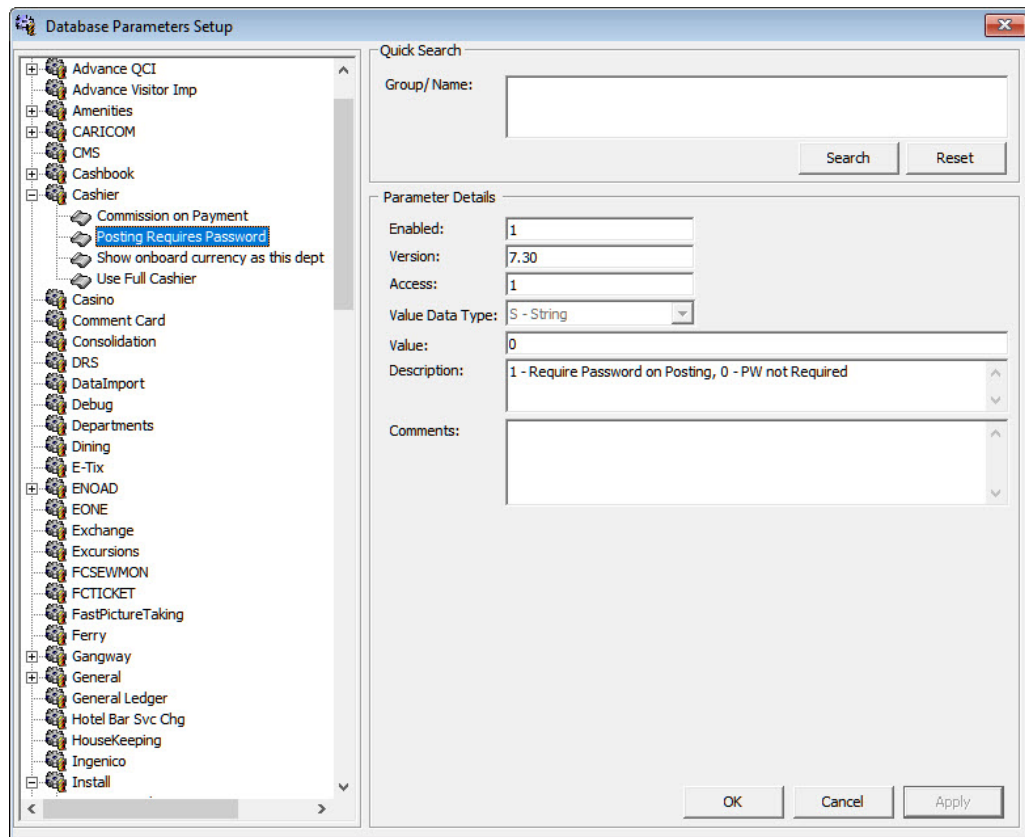 Database Parameters Setup
Advance QCI
Advance Visitor Imp
Amenities
CARICOM
CMS
Cashbook
Cashier
Commission on Payment
Posting Requires Password
Show onboard currency as this dept
Use Full Cashier
Casino
Comment Card
Consolidation
DRS
DataImport
Debug
Departments
Dining
E-Tix
ENOAD
EONE
Exchange
Excursions
FCSEWMON
FCTICKET
FastPictureTaking
Ferry
Gangway
General
General Ledger
Hotel Bar Svc Chg
HouseKeeping
Ingenico
Install
Quick Search
Group/Name:
Search Reset
Parameter Details
Enabled: 1
Version: 7.30
Access: 1
Value Data Type: S - String
Value: 0
Description: 1 - Require Password on Posting, 0 - PW not Required
Comments:
OK Cancel Apply